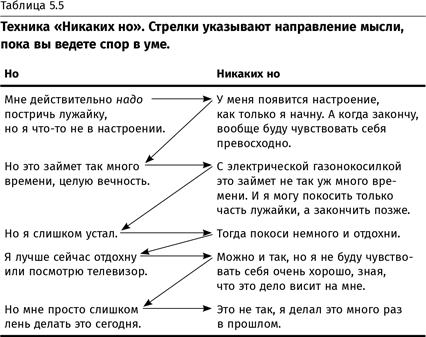 Таблица 5.5
Техника «Никаких но». Стрелки указывают направление мысли,
пока вы ведете спор в уме.
Но
Никаких но
Мне действительно надо
постричь лужайку,
но я что-то не в настроении.
У меня появится настроение,
как только я начну. А когда закончу,
вообще буду чувствовать себя
превосходно.
Но это займет так много
времени, целую вечность.
С электрической газонокосилкой
это займет не так уж много вре-
мени. И я могу покосить только
часть лужайки, а закончить позже.
Но я слишком устал.
Тогда покоси немного и отдохни.
Я лучше сейчас отдохну
или посмотрю телевизор.
Можно и так, но я не буду чувство-
вать себя очень хорошо, зная,
что это дело висит на мне.
Но мне просто слишком
лень делать это сегодня.
Это не так, я делал это много раз
в прошлом.